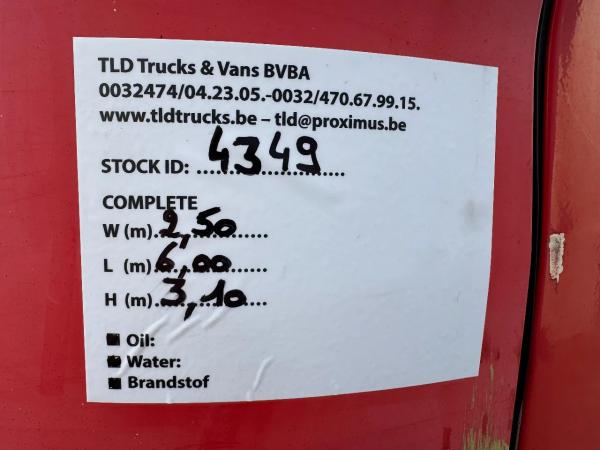 TLD Trucks & Vans BVBA
0032474/04.23.05.-0032/470.67.99.15.
www.tldtrucks.be – tld@proximus.be
STOCK ID: 4349
COMPLETE
W (m) 2,50
L (m) 6,00
H (m) 3,10
■ Oil:
■ Water:
■ Brandstof